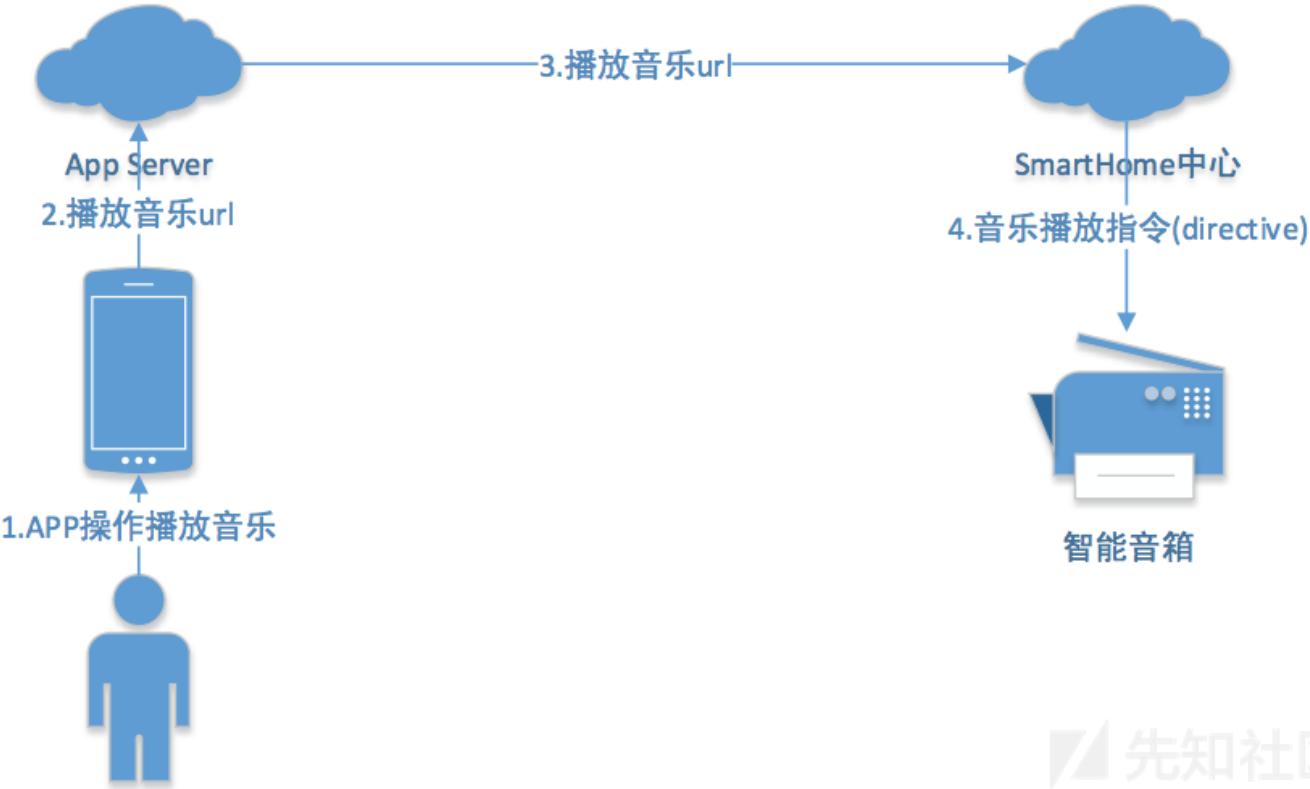 3.播放音乐url
App Server
SmartHome中心
2.播放音乐url
4.音乐播放指令(directive)
1.APP操作播放音乐
智能音箱
先知社区